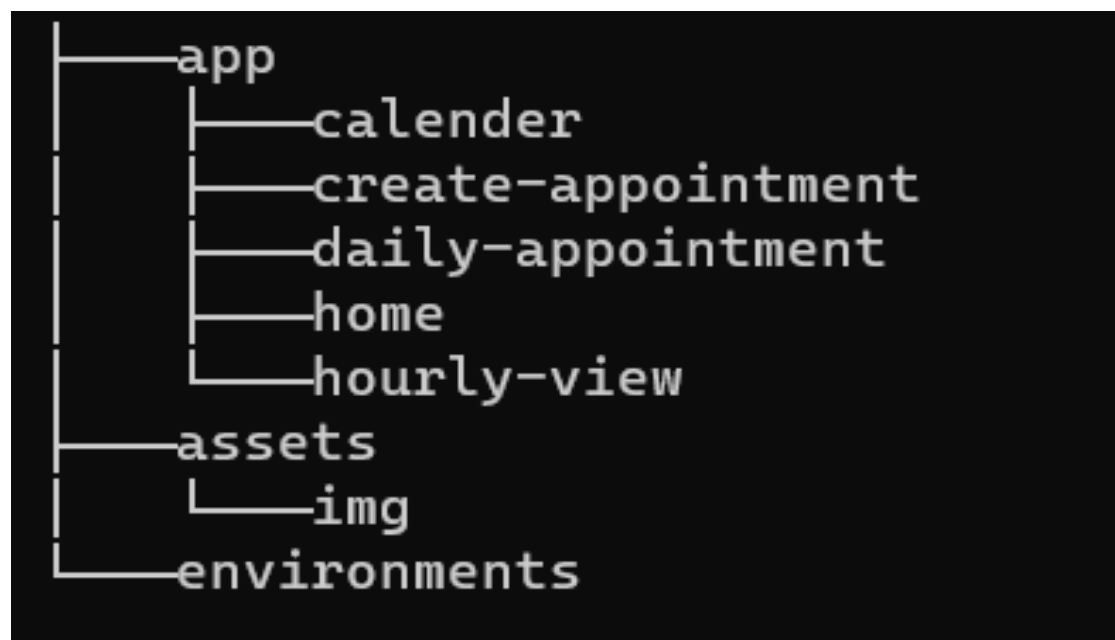 app
calender
create-appointment
daily-appointment
home
hourly-view
assets
img
environments